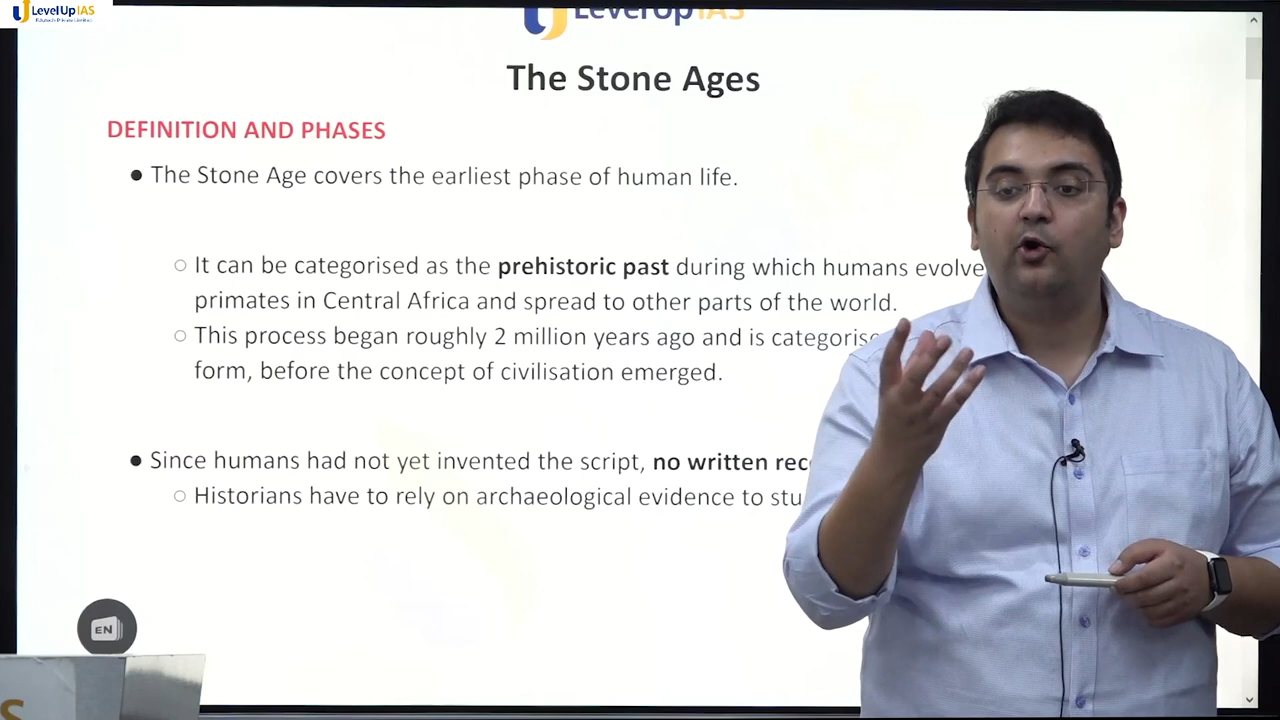 LevelUp IAS
LevelUp IAS
The Stone Ages
DEFINITION AND PHASES
● The Stone Age covers the earliest phase of human life.
○ It can be categorised as the prehistoric past during which humans evolve
primates in Central Africa and spread to other parts of the world.
○ This process began roughly 2 million years ago and is categoris
form, before the concept of civilisation emerged.
● Since humans had not yet invented the script, no written rec
○ Historians have to rely on archaeological evidence to stu
EN
S